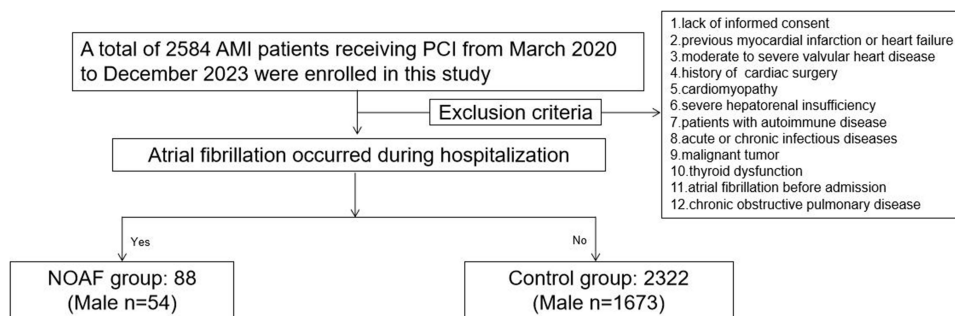 A total of 2584 AMI patients receiving PCI from March 2020
to December 2023 were enrolled in this study
Exclusion criteria
1.lack of informed consent
2.previous myocardial infarction or heart failure
3.moderate to severe valvular heart disease
4.history of cardiac surgery
5.cardiomyopathy
6.severe hepatorenal insufficiency
7.patients with autoimmune disease
8.acute or chronic infectious diseases
9.malignant tumor
10.thyroid dysfunction
11.atrial fibrillation before admission
12.chronic obstructive pulmonary disease
Atrial fibrillation occurred during hospitalization
Yes
No
NOAF group: 88
(Male n=54)
Control group: 2322
(Male n=1673)